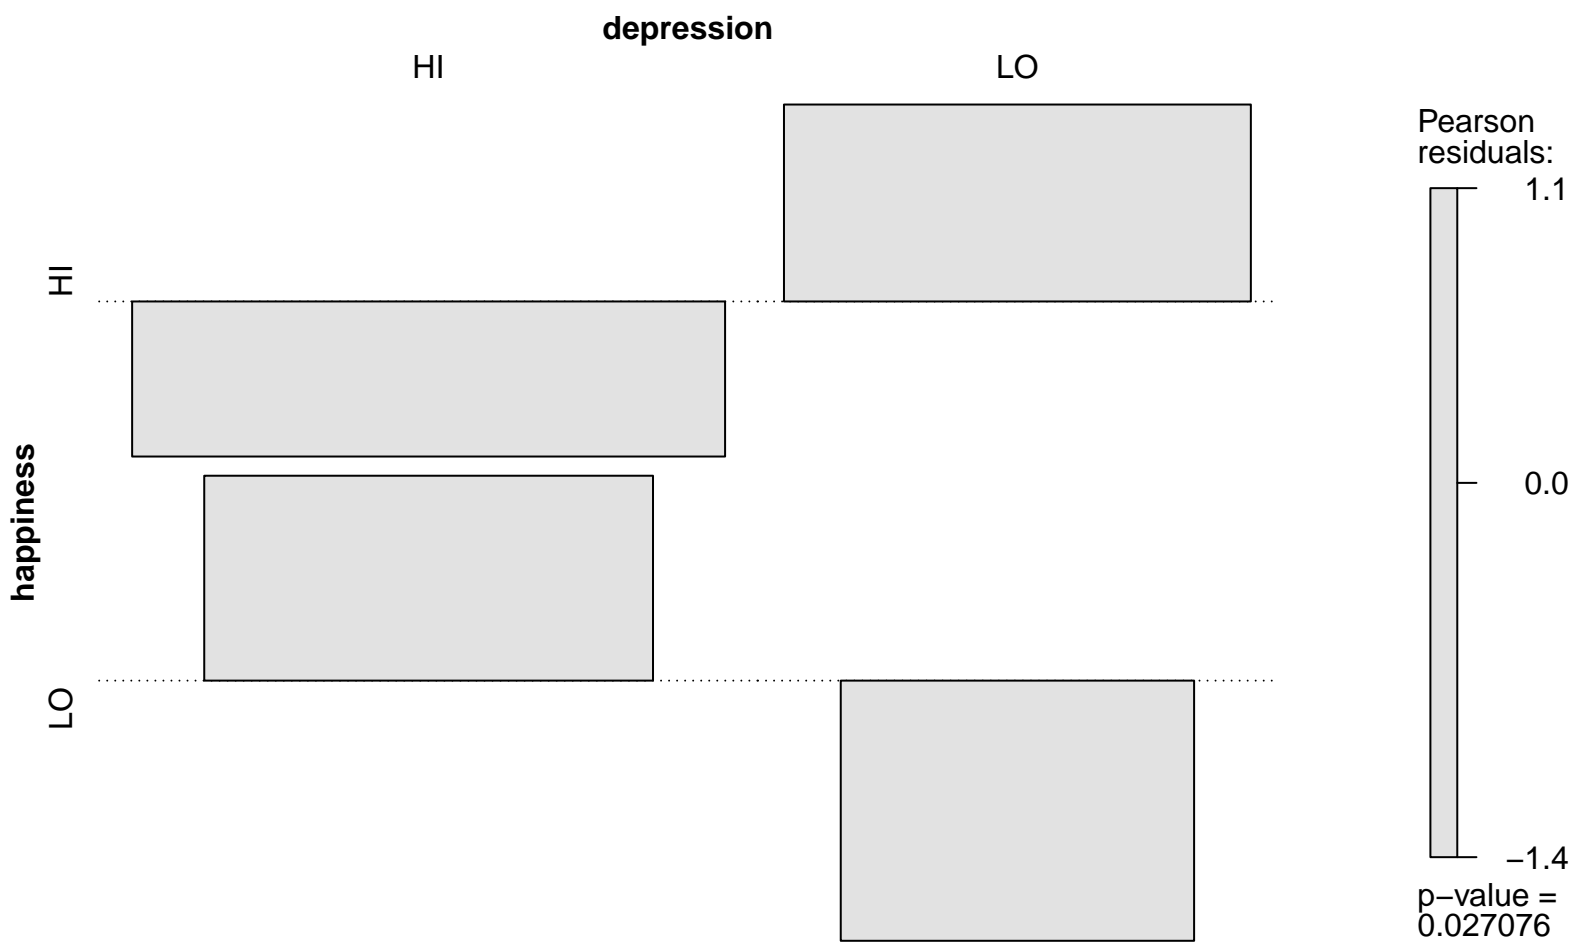 depression
HI
LO
HI
LO
happiness
Pearson
residuals:
1.1
0.0
−1.4
p−value =
0.027076